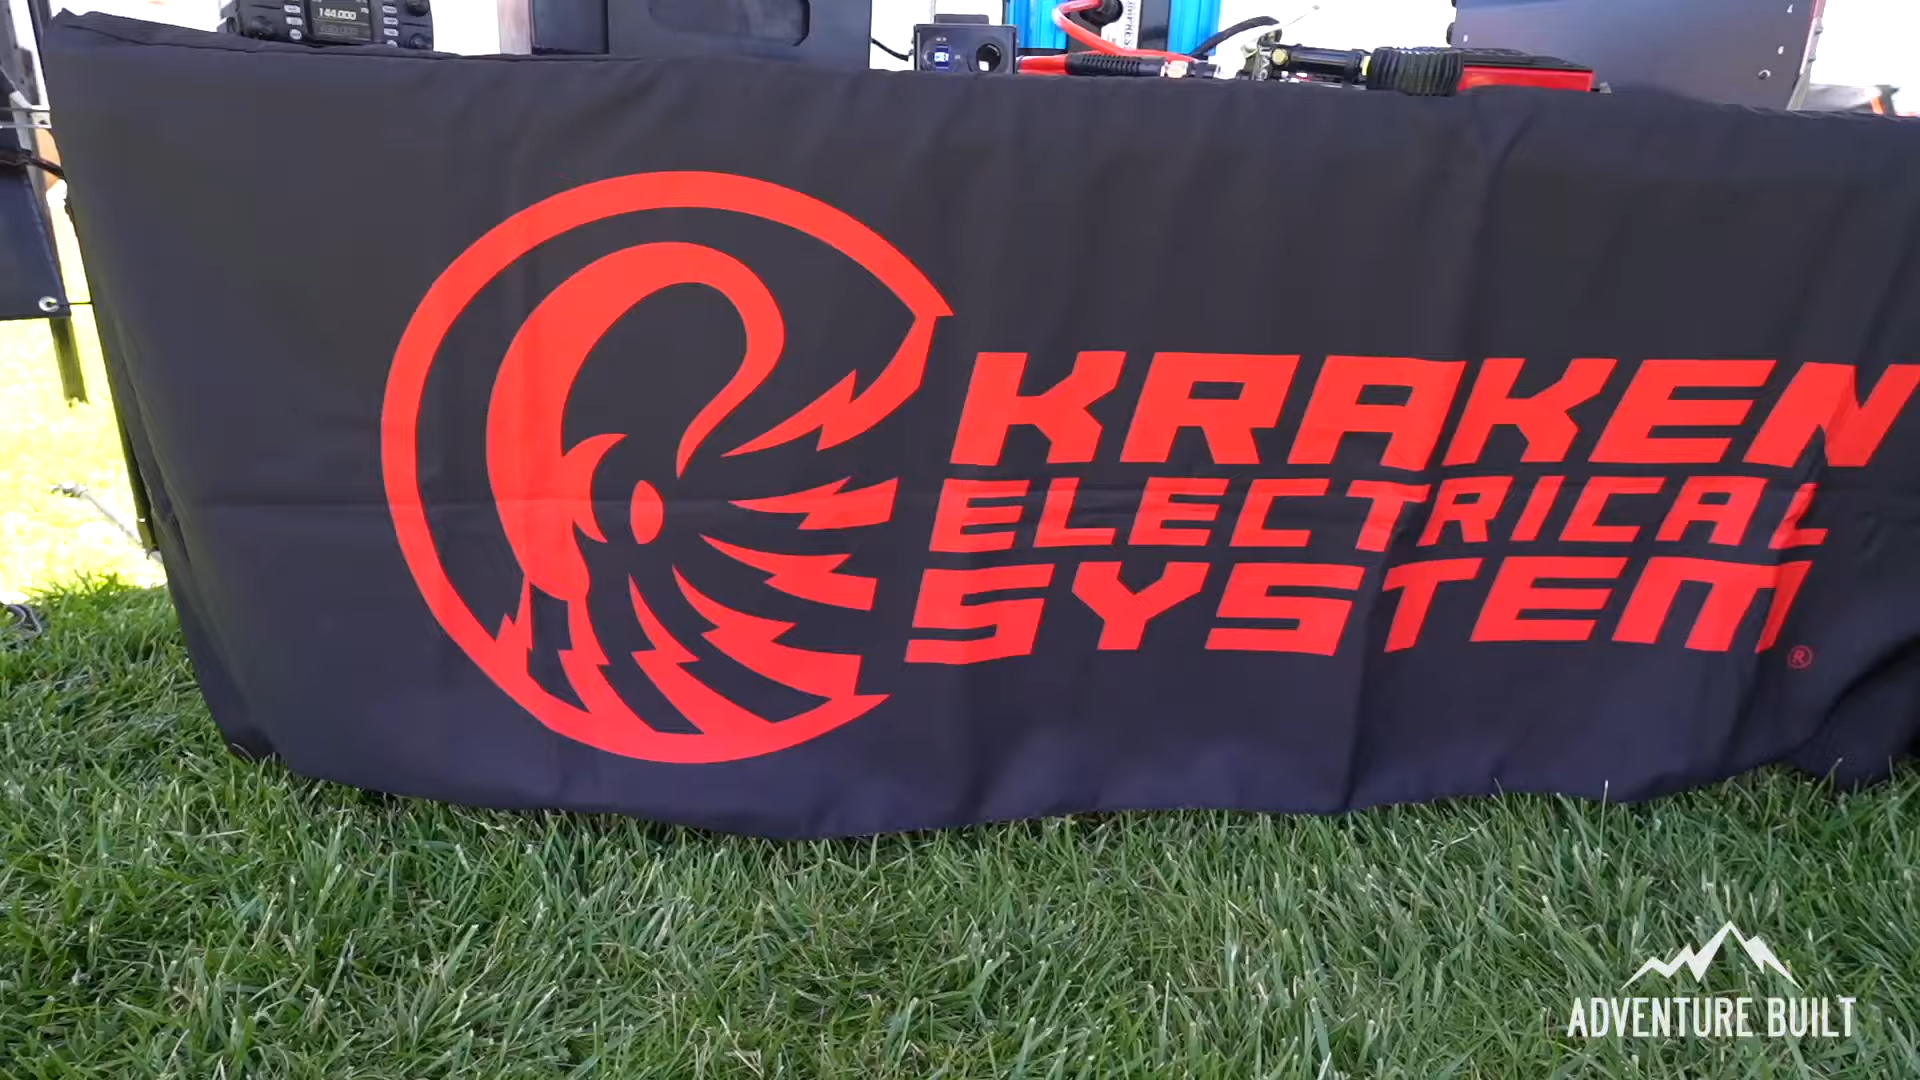 144.000
KRAKEN
ELECTRICAL
SYSTEM®
ADVENTURE BUILT